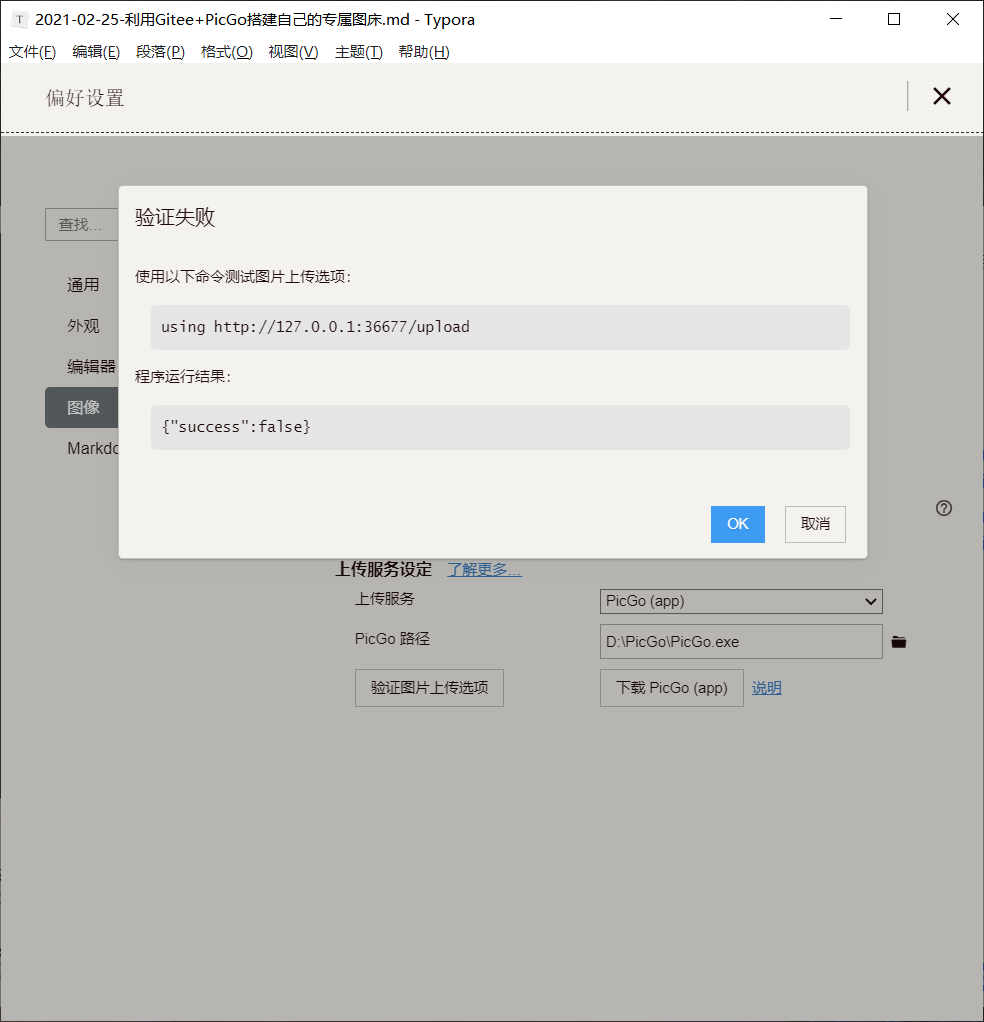 T 2021-02-25-利用Gitee+PicGo搭建自己的专属图床.md - Typora
文件(F) 编辑(E) 段落(P) 格式(O) 视图(V) 主题(T) 帮助(H)
偏好设置
查找...
通用
外观
编辑器
图像
Markdo
验证失败
使用以下命令测试图片上传选项:
using http://127.0.0.1:36677/upload
程序运行结果:
{"success":false}
OK 取消
?
上传服务设定 了解更多...
上传服务 PicGo (app)
PicGo 路径 D:\PicGo\PicGo.exe
验证图片上传选项 下载 PicGo (app) 说明